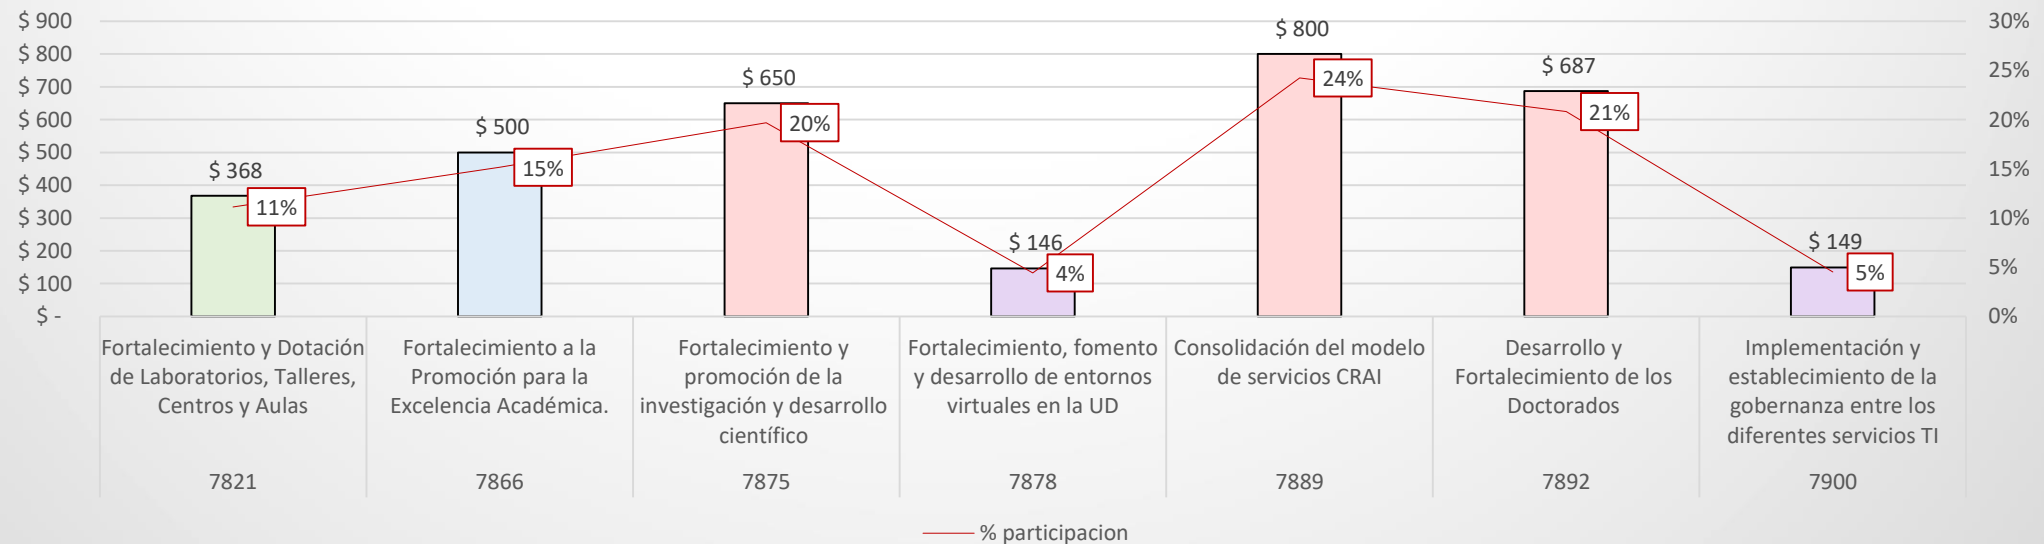 $ 900
$ 800
$ 700
$ 600
$ 500
$ 400
$ 300
$ 200
$ 100
$ -
30%
25%
20%
15%
10%
5%
0%
$ 368
$ 500
$ 650
$ 146
$ 800
$ 687
$ 149
11%
15%
20%
4%
24%
21%
5%
Fortalecimiento y Dotación
de Laboratorios, Talleres,
Centros y Aulas
7821
Fortalecimiento a la
Promoción para la
Excelencia Académica.
7866
Fortalecimiento y
promoción de la
investigación y desarrollo
científico
7875
Fortalecimiento, fomento
y desarrollo de entornos
virtuales en la UD
7878
Consolidación del modelo
de servicios CRAI
7889
Desarrollo y
Fortalecimiento de los
Doctorados
7892
Implementación y
establecimiento de la
gobernanza entre los
diferentes servicios TI
7900
% participacion